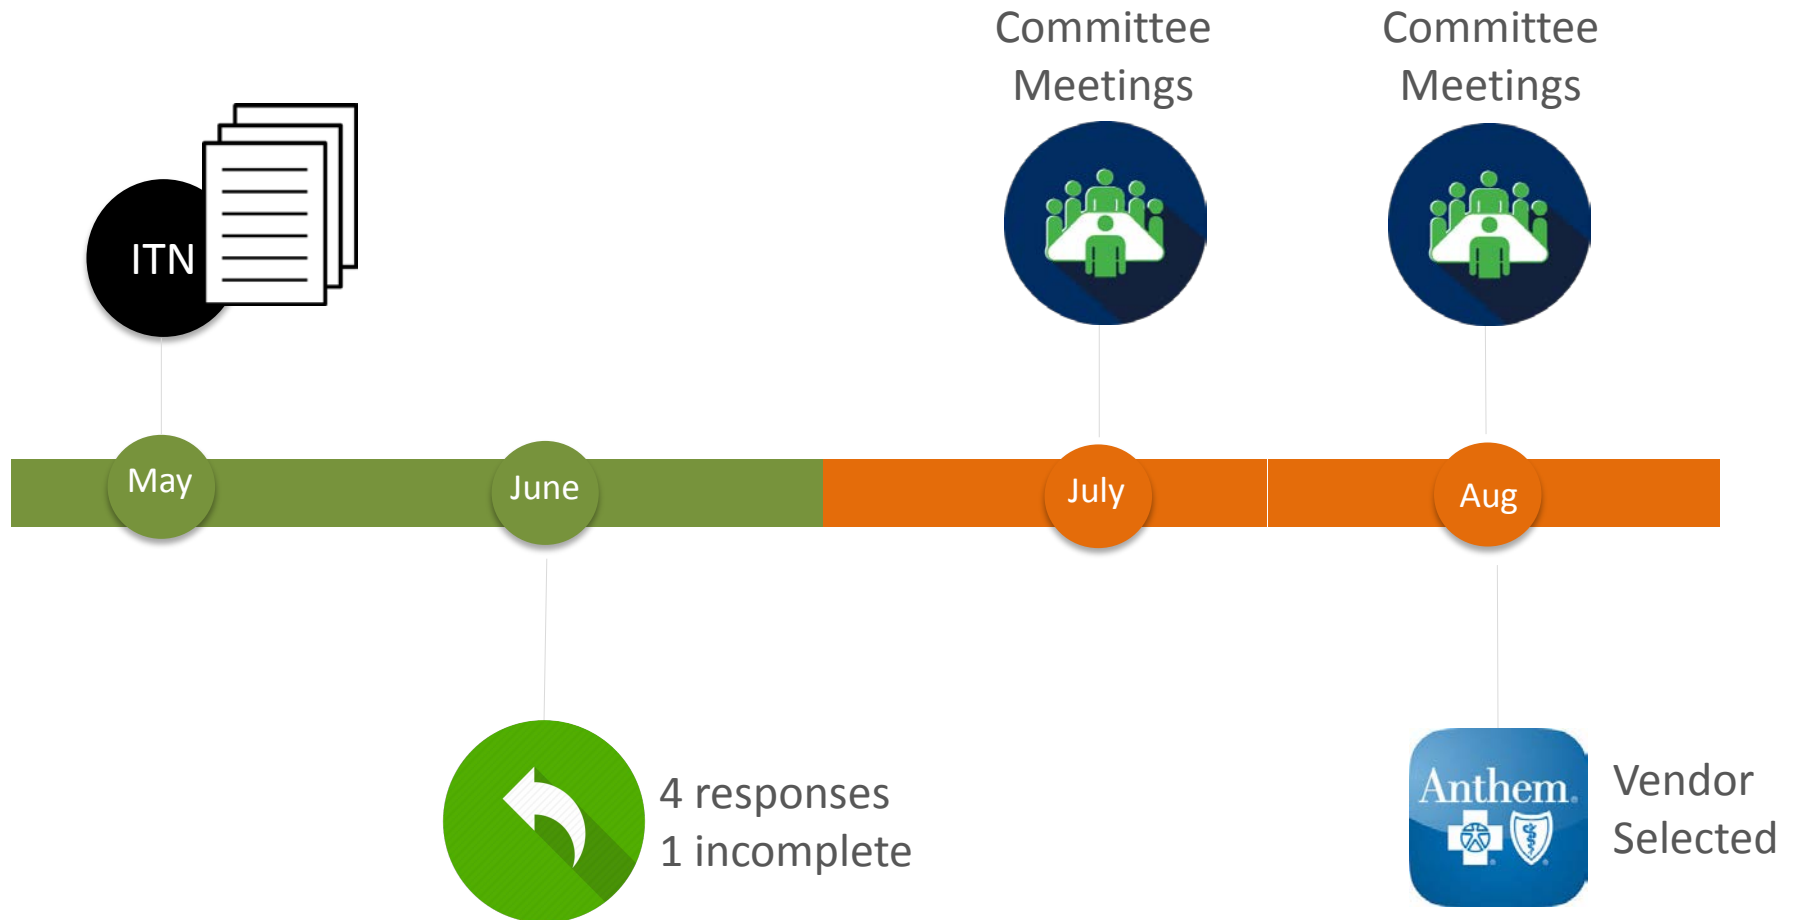 Committee
Meetings
Committee
Meetings
ITN
May
June
July
Aug
4 responses
1 incomplete
Anthem.
Vendor
Selected